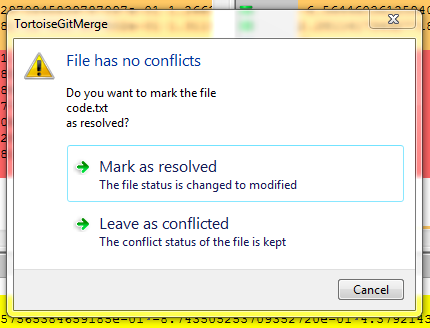 TortoiseGitMerge
File has no conflicts
Do you want to mark the file
code.txt
as resolved?
Mark as resolved
The file status is changed to modified
Leave as conflicted
The conflict status of the file is kept
Cancel